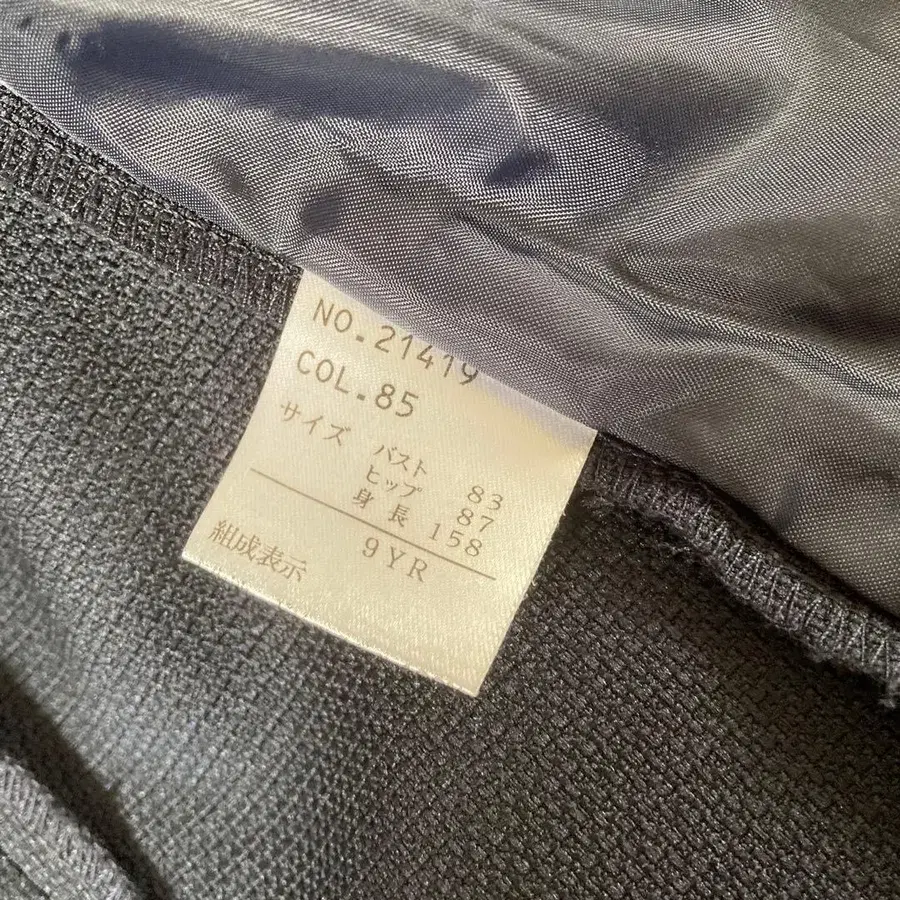 NO.21419
COL.85
サイズ バスト 83
ヒップ 87
身長 158
9YR
組成表示